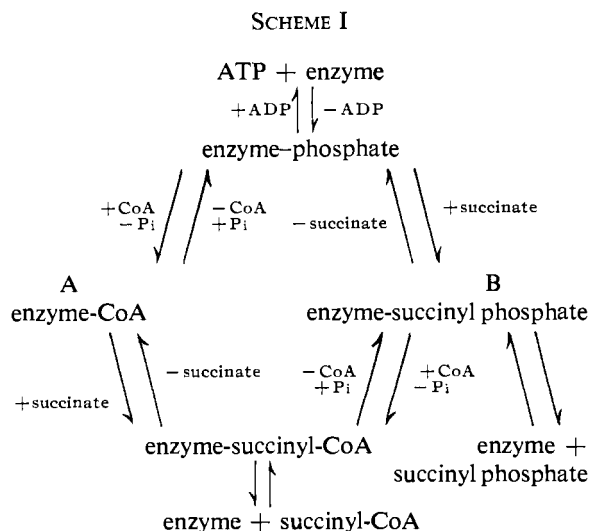 SCHEME I
ATP + enzyme
+ADP −ADP
enzyme–phosphate
+CoA
−Pi
−CoA
+Pi
−succinate
+succinate
A
enzyme-CoA
B
enzyme-succinyl phosphate
+succinate
−succinate
−CoA
+Pi
+CoA
−Pi
enzyme-succinyl-CoA
enzyme +
succinyl phosphate
enzyme + succinyl-CoA